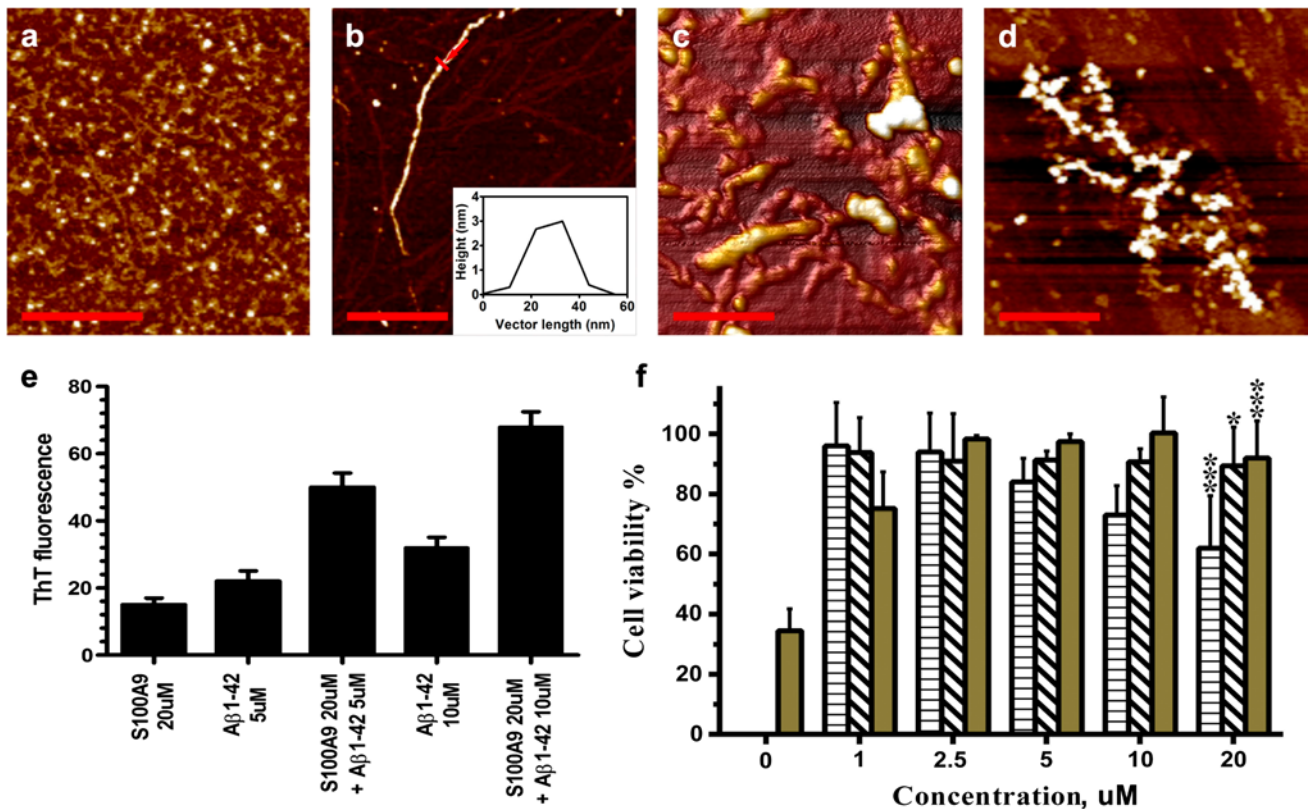 a
b
c
d
Height (nm)
4
3
2
1
0
0 20 40 60
Vector length (nm)
e
ThT fluorescence
80
60
40
20
0
S100A9
20uM
Aβ1-42
5uM
S100A9 20uM
+ Aβ1-42 5uM
Aβ1-42
10uM
S100A9 20uM
+ Aβ1-42 10uM
f
Cell viability %
100
80
60
40
20
0
***
*
***
0 1 2.5 5 10 20
Concentration, uM